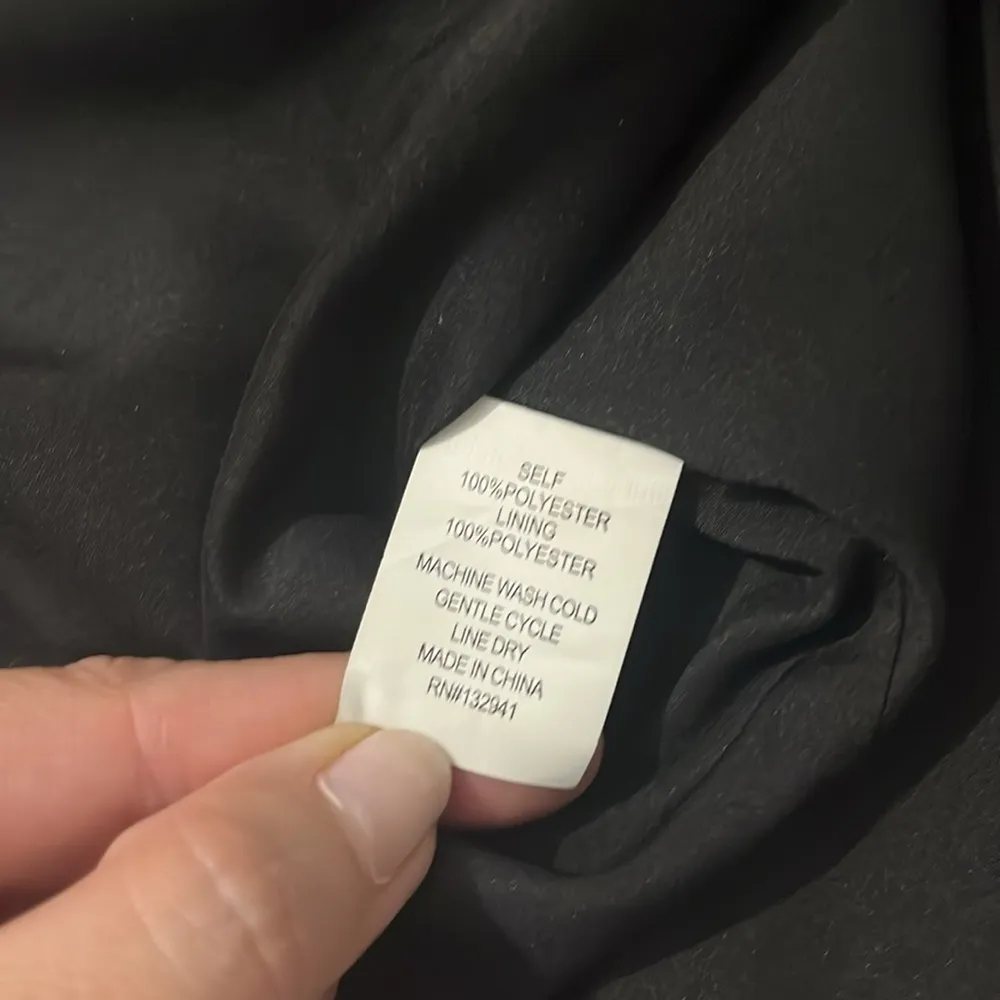 SELF
100%POLYESTER
LINING
100%POLYESTER
MACHINE WASH COLD
GENTLE CYCLE
LINE DRY
MADE IN CHINA
RN#132941